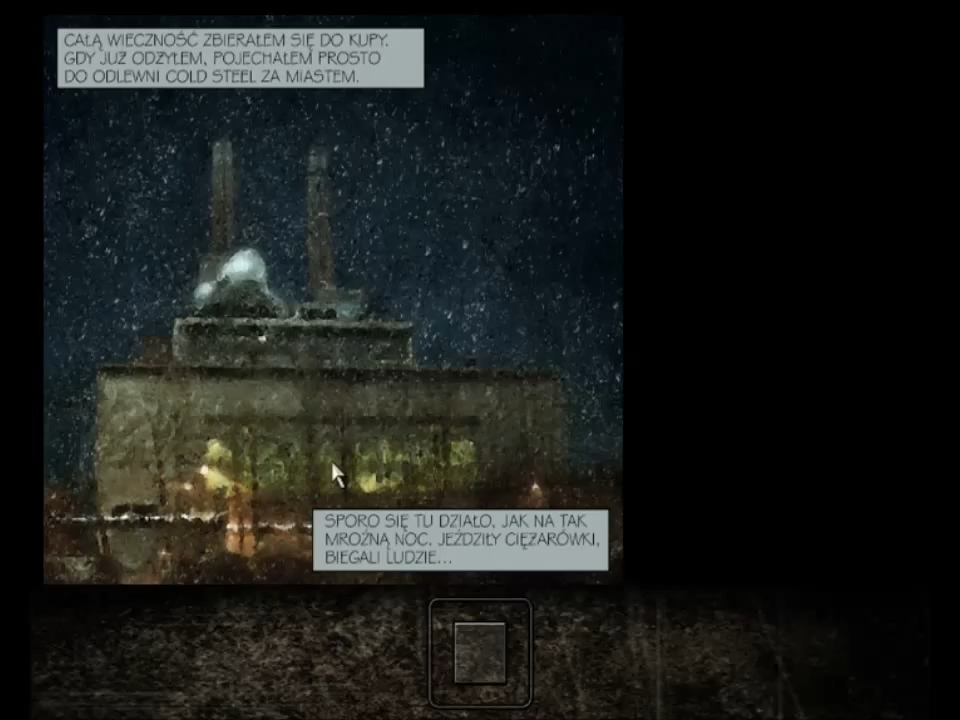 CAŁĄ WIECZNOŚĆ ZBIERAŁEM SIĘ DO KUPY.
GDY JUŻ ODŻYŁEM, POJECHAŁEM PROSTO
DO ODLEWNI COLD STEEL ZA MIASTEM.
SPORO SIĘ TU DZIAŁO, JAK NA TAK
MROŹNĄ NOC. JEŹDZIŁY CIĘŻARÓWKI,
BIEGALI LUDZIE...